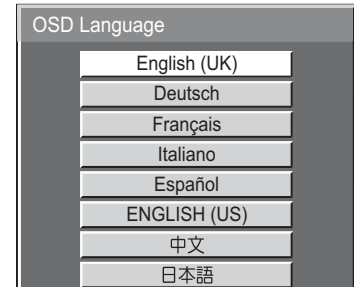 OSD Language
English (UK)
Deutsch
Français
Italiano
Español
ENGLISH (US)
中文
日本語